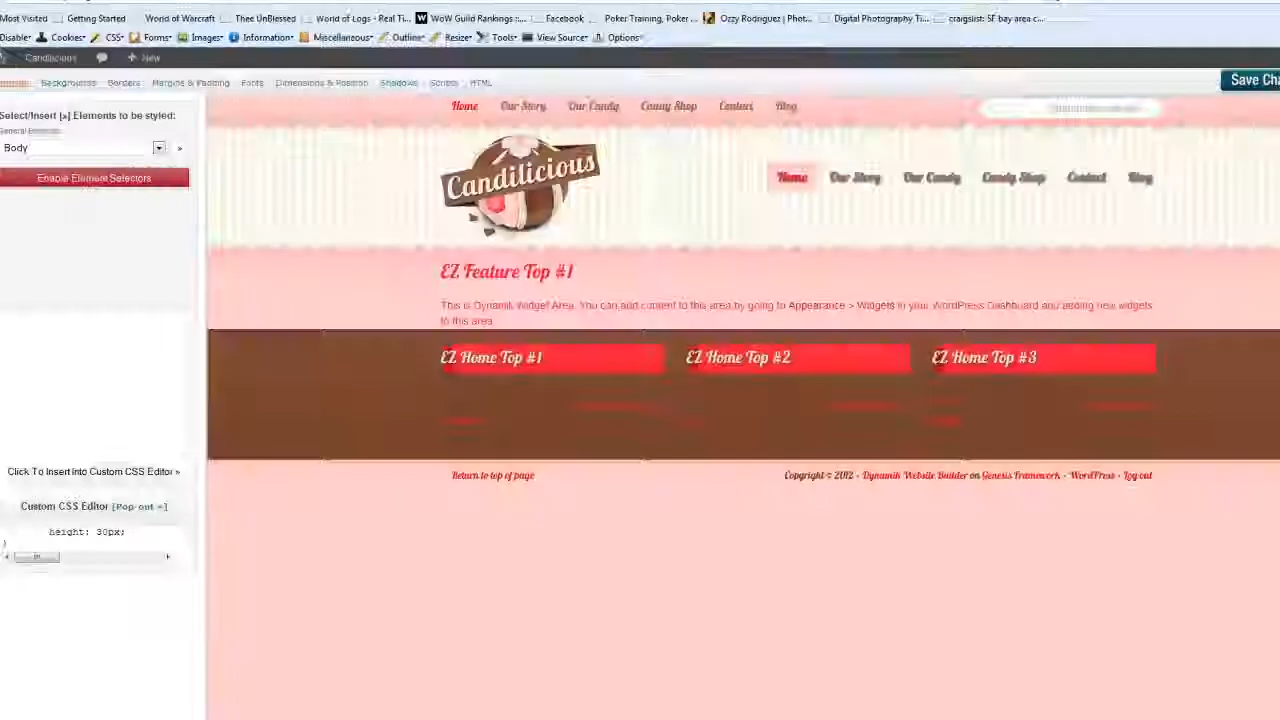 Most Visited Getting Started World of Warcraft Thee UnBlessed World of Logs - Real Ti... WoW Guild Rankings :... Facebook Poker Training, Poker ... Ozzy Rodriguez | Phot... Digital Photography Ti... craigslist: SF bay area c...
Disable Cookies CSS Forms Images Information Miscellaneous Outline Resize Tools View Source Options
Candilicious New
Backgrounds Borders Margins & Padding Fonts Dimensions & Position Shadows Scripts HTML Save Cha
Select/Insert [»] Elements to be styled:
General Elements:
Body »
Enable Element Selectors
Home Our Story Our Candy Candy Shop Contact Blog
Candilicious
Home Our Story Our Candy Candy Shop Contact Blog
EZ Feature Top #1
This is Dynamik Widget Area. You can add content to this area by going to Appearance > Widgets in your WordPress Dashboard and adding new widgets
to this area.
EZ Home Top #1 EZ Home Top #2 EZ Home Top #3
Return to top of page Copyright © 2012 · Dynamik Website Builder on Genesis Framework · WordPress · Log out
Click To Insert Into Custom CSS Editor »
Custom CSS Editor [Pop-out =]
height: 30px;
}